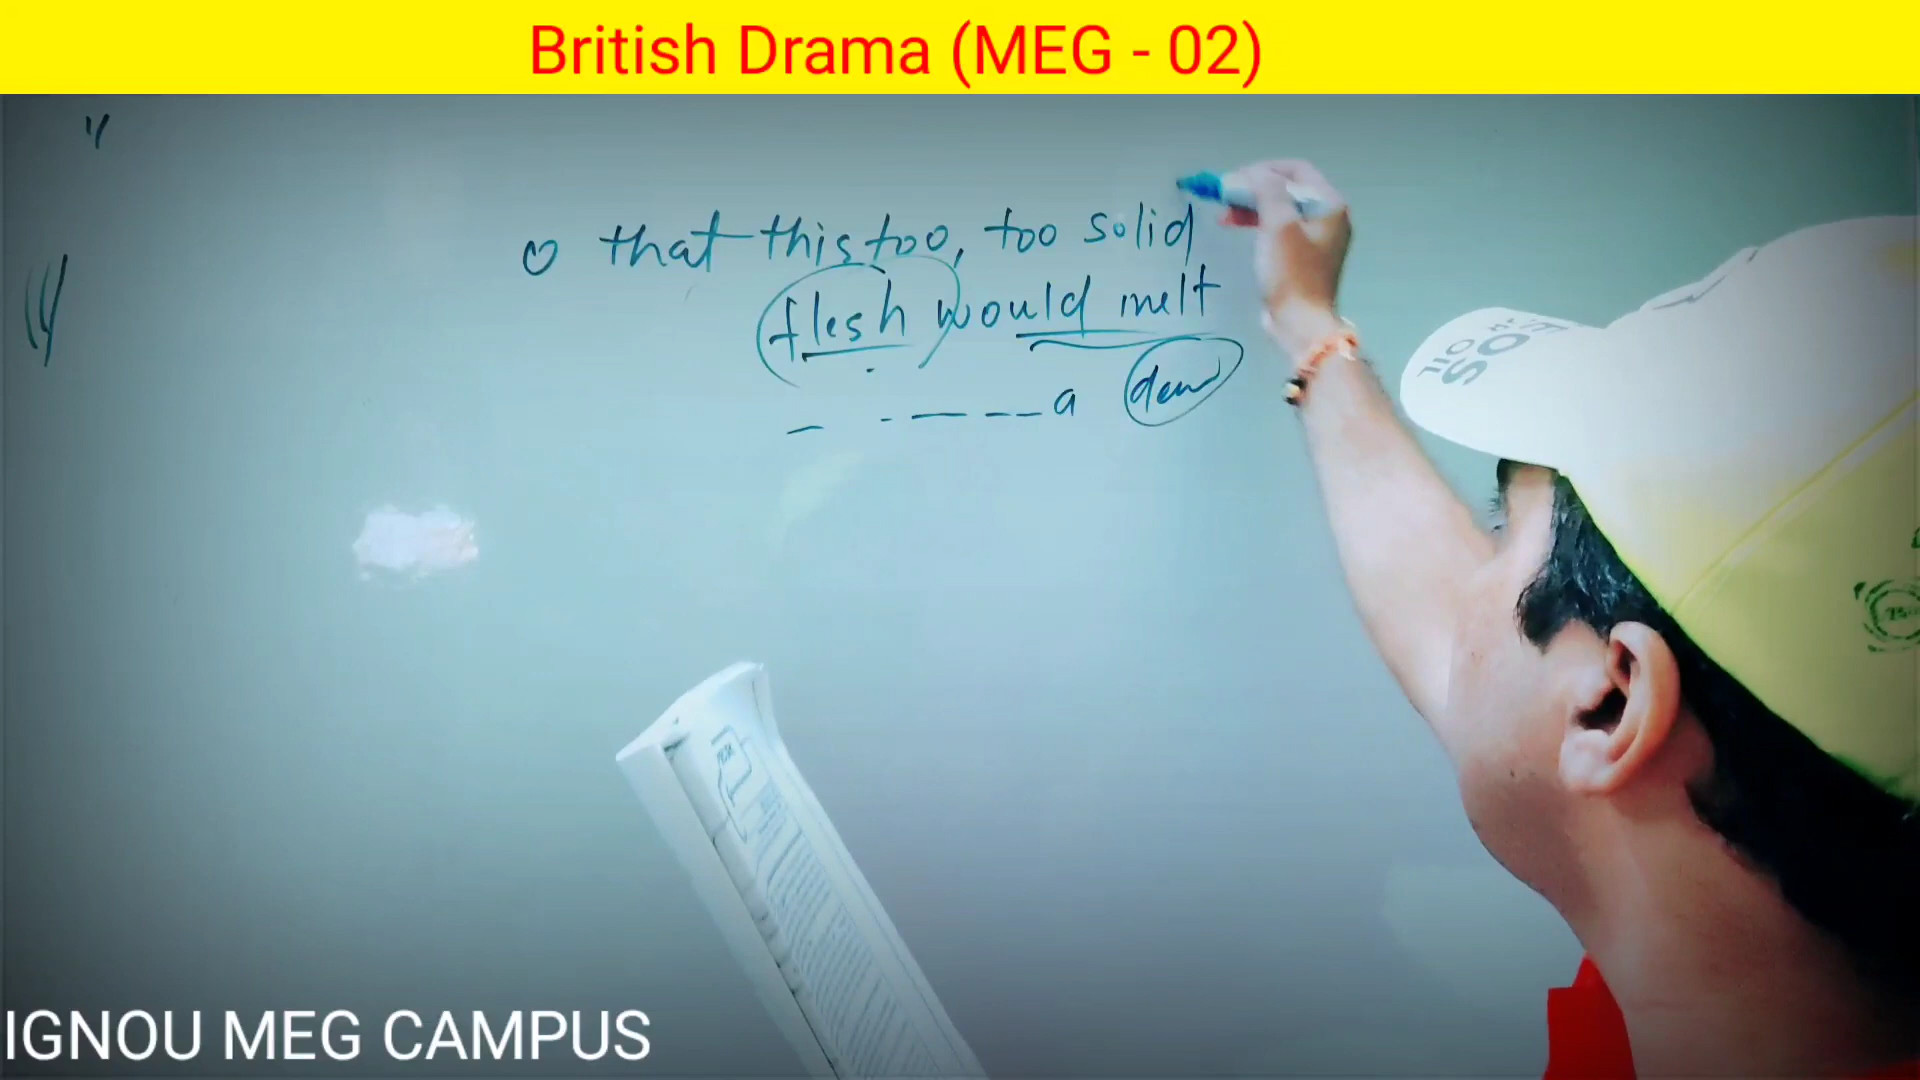 British Drama (MEG - 02)
O that this too, too solid
flesh would melt
a dew
IGNOU MEG CAMPUS